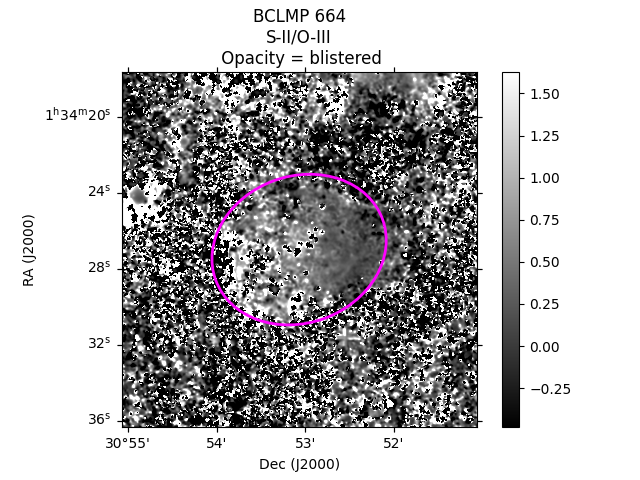 BCLMP 664
S-II/O-III
Opacity = blistered
1h34m20s
24s
28s
32s
36s
RA (J2000)
30°55'
54'
53'
52'
Dec (J2000)
1.50
1.25
1.00
0.75
0.50
0.25
0.00
−0.25